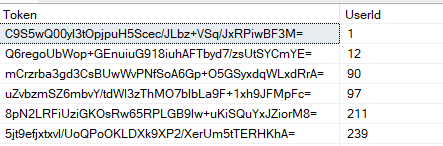 Token UserId
C9S5wQ00yI3tOpjpuH5Scec/JLbz+VSq/JxRPiwBF3M= 1
Q6regoUbWop+GEnuiuG918iuhAFTbyd7/zsUtSYCmYE= 12
mCrzrba3gd3CsBUwWvPNfSoA6Gp+O5GSyxdqWLxdRrA= 90
uZvbzmSZ6mbvY/tdWl3zThMO7bIbLa9F+1xh9JFMpFc= 97
8pN2LRFiUziGKOsRw65RPLGB9Iw+uKiSQuYxJZiorM8= 211
5jt9efjxtxvI/UoQPoOKLDXk9XP2/XerUm5tTERHKhA= 239